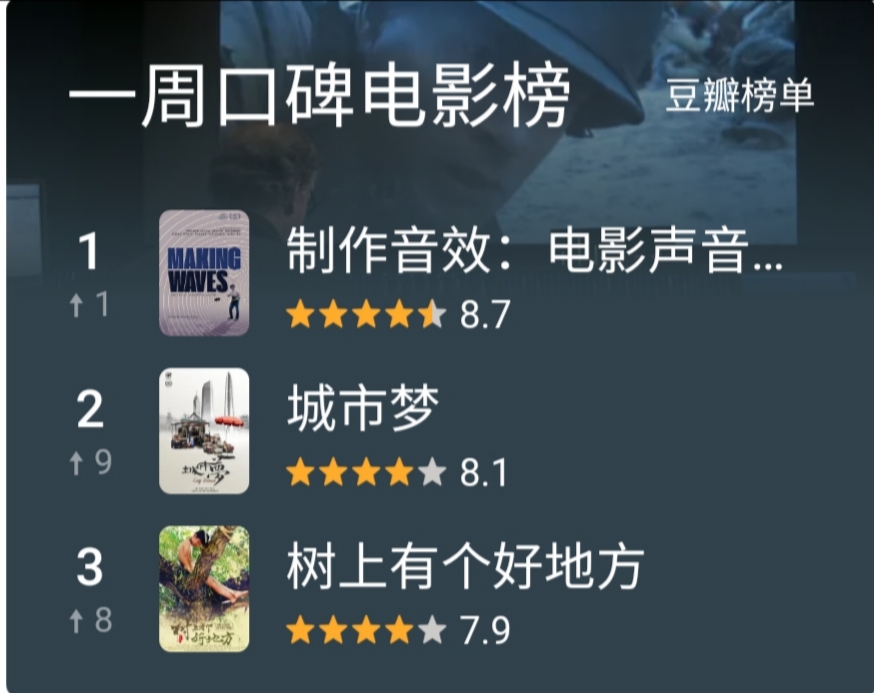 一周口碑电影榜
豆瓣榜单
1
↑1
MAKING
WAVES
制作音效：电影声音...
8.7
2
↑9
城市梦
8.1
3
↑8
树上有个好地方
7.9